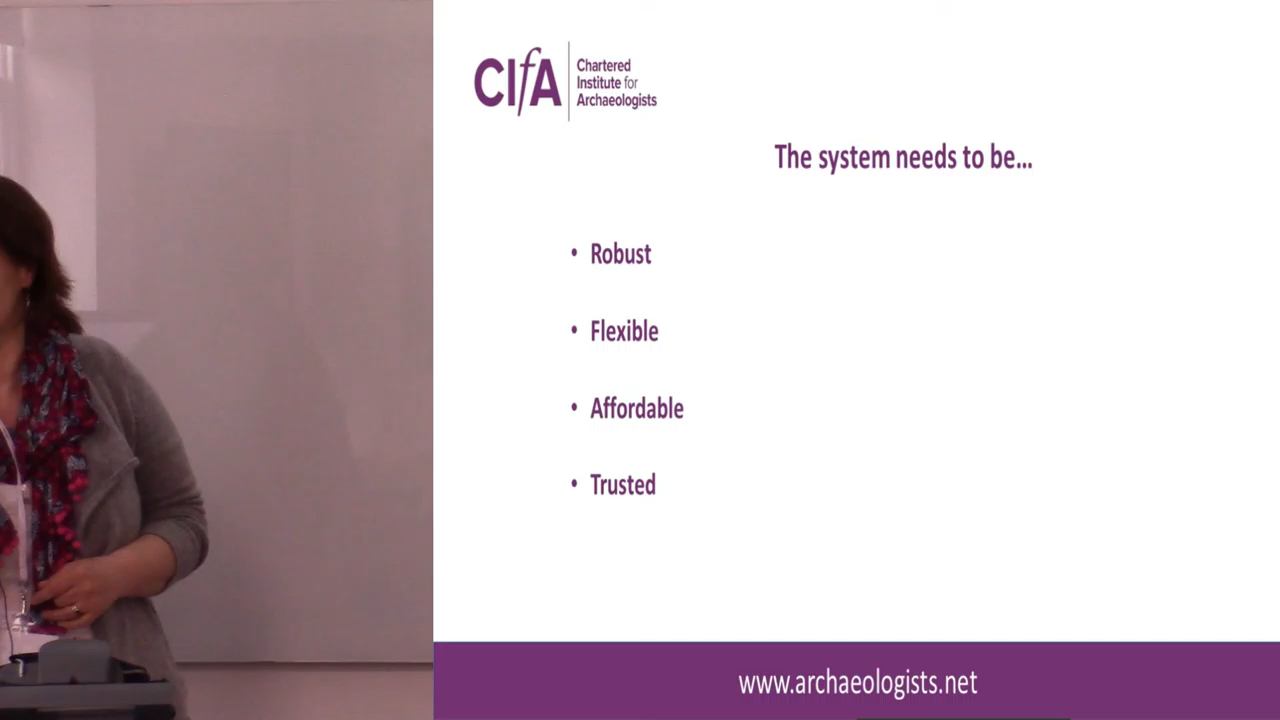 CIfA
Chartered
Institute for
Archaeologists
The system needs to be...
• Robust
• Flexible
• Affordable
• Trusted
www.archaeologists.net